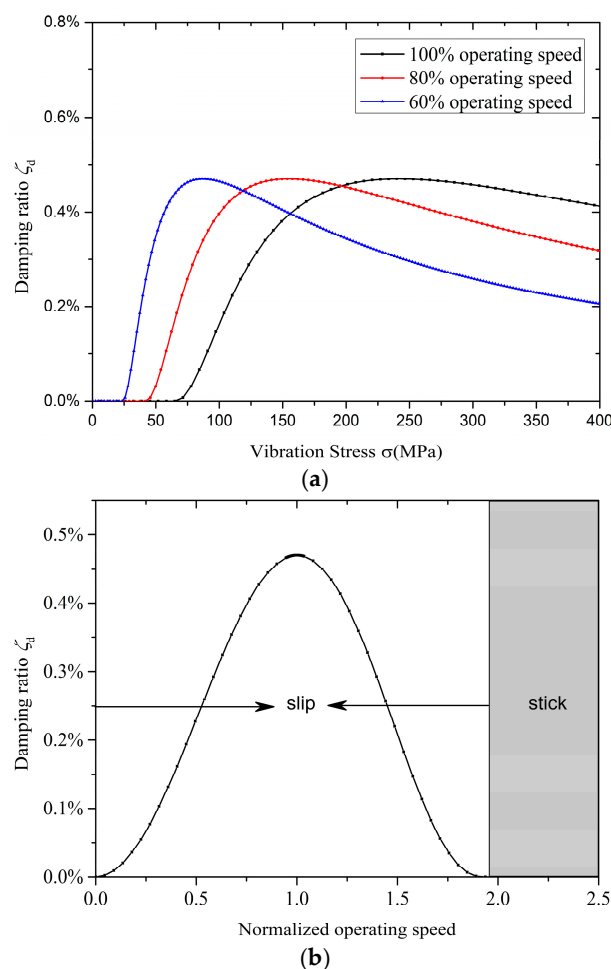 0.8%
100% operating speed
80% operating speed
60% operating speed
0.6%
0.4%
0.2%
0.0%
Damping ratio ζd
0 25 50 75 100 150 200 250 300 350 400
Vibration Stress σ(MPa)
(a)
0.5%
0.4%
0.3%
0.2%
0.1%
0.0%
Damping ratio ζd
slip
stick
0.0 0.5 1.0 1.5 2.0 2.5
Normalized operating speed
(b)